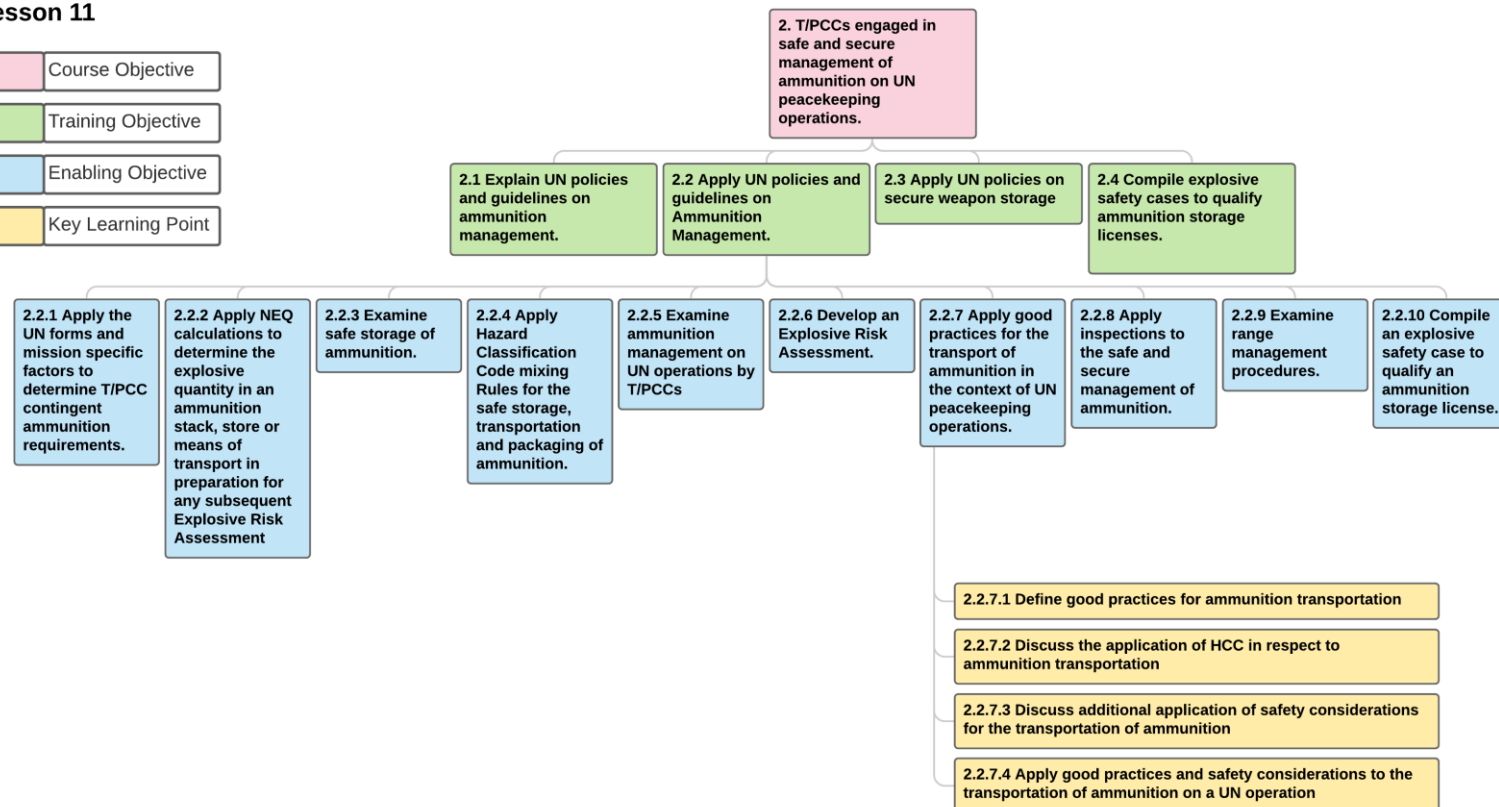 esson 11
Course Objective
Training Objective
Enabling Objective
Key Learning Point
2. T/PCCs engaged in
safe and secure
management of
ammunition on UN
peacekeeping
operations.
2.1 Explain UN policies
and guidelines on
ammunition
management.
2.2 Apply UN policies and
guidelines on
Ammunition
Management.
2.3 Apply UN policies on
secure weapon storage
2.4 Compile explosive
safety cases to qualify
ammunition storage
licenses.
2.2.1 Apply the
UN forms and
mission specific
factors to
determine T/PCC
contingent
ammunition
requirements.
2.2.2 Apply NEQ
calculations to
determine the
explosive
quantity in an
ammunition
stack, store or
means of
transport in
preparation for
any subsequent
Explosive Risk
Assessment
2.2.3 Examine
safe storage of
ammunition.
2.2.4 Apply
Hazard
Classification
Code mixing
Rules for the
safe storage,
transportation
and packaging of
ammunition.
2.2.5 Examine
ammunition
management on
UN operations by
T/PCCs
2.2.6 Develop an
Explosive Risk
Assessment.
2.2.7 Apply good
practices for the
transport of
ammunition in
the context of UN
peacekeeping
operations.
2.2.8 Apply
inspections to
the safe and
secure
management of
ammunition.
2.2.9 Examine
range
management
procedures.
2.2.10 Compile
an explosive
safety case to
qualify an
ammunition
storage license.
2.2.7.1 Define good practices for ammunition transportation
2.2.7.2 Discuss the application of HCC in respect to
ammunition transportation
2.2.7.3 Discuss additional application of safety considerations
for the transportation of ammunition
2.2.7.4 Apply good practices and safety considerations to the
transportation of ammunition on a UN operation